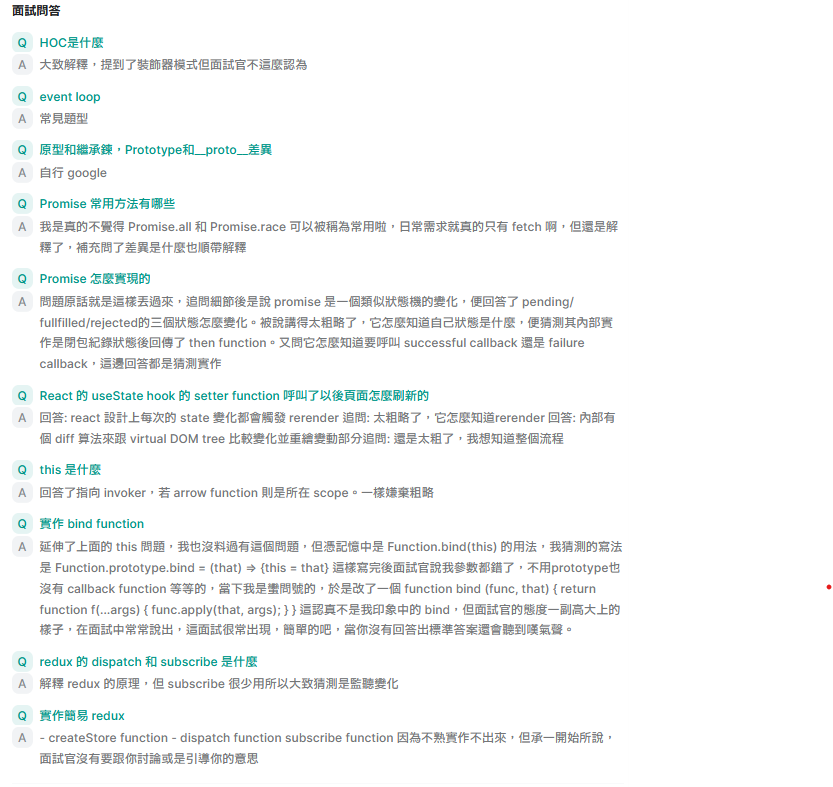 面試問答
Q HOC是什麼
A 大致解釋，提到了裝飾器模式但面試官不這麼認為
Q event loop
A 常見題型
Q 原型和繼承鍊，Prototype和__proto__差異
A 自行 google
Q Promise 常用方法有哪些
A 我是真的不覺得 Promise.all 和 Promise.race 可以被稱為常用啦，日常需求就真的只有 fetch 啊，但還是解
釋了，補充問了差異是什麼也順帶解釋
Q Promise 怎麼實現的
A 問題原話就是這樣丟過來，追問細節後是說 promise 是一個類似狀態機的變化，便回答了 pending/
fullfilled/rejected的三個狀態怎麼變化。被說講得太粗略了，它怎麼知道自己狀態是什麼，便猜測其內部實
作是閉包紀錄狀態後回傳了 then function。又問它怎麼知道要呼叫 successful callback 還是 failure
callback，這邊回答都是猜測實作
Q React 的 useState hook 的 setter function 呼叫了以後頁面怎麼刷新的
A 回答: react 設計上每次的 state 變化都會觸發 rerender 追問: 太粗略了，它怎麼知道rerender 回答: 內部有
個 diff 算法來跟 virtual DOM tree 比較變化並重繪變動部分追問: 還是太粗了，我想知道整個流程
Q this 是什麼
A 回答了指向 invoker，若 arrow function 則是所在 scope。一樣嫌棄粗略
Q 實作 bind function
A 延伸了上面的 this 問題，我也沒料過有這個問題，但憑記憶中是 Function.bind(this) 的用法，我猜測的寫法
是 Function.prototype.bind = (that) => {this = that} 這樣寫完後面試官說我參數都錯了，不用prototype也
沒有 callback function 等等的，當下我是蠻問號的，於是改了一個 function bind (func, that) { return
function f(...args) { func.apply(that, args); } } 這認真不是我印象中的 bind，但面試官的態度一副高大上的
樣子，在面試中常常說出，這面試很常出現，簡單的吧，當你沒有回答出標準答案還會聽到嘆氣聲。
Q redux 的 dispatch 和 subscribe 是什麼
A 解釋 redux 的原理，但 subscribe 很少用所以大致猜測是監聽變化
Q 實作簡易 redux
A - createStore function - dispatch function subscribe function 因為不熟實作不出來，但承一開始所說，
面試官沒有要跟你討論或是引導你的意思